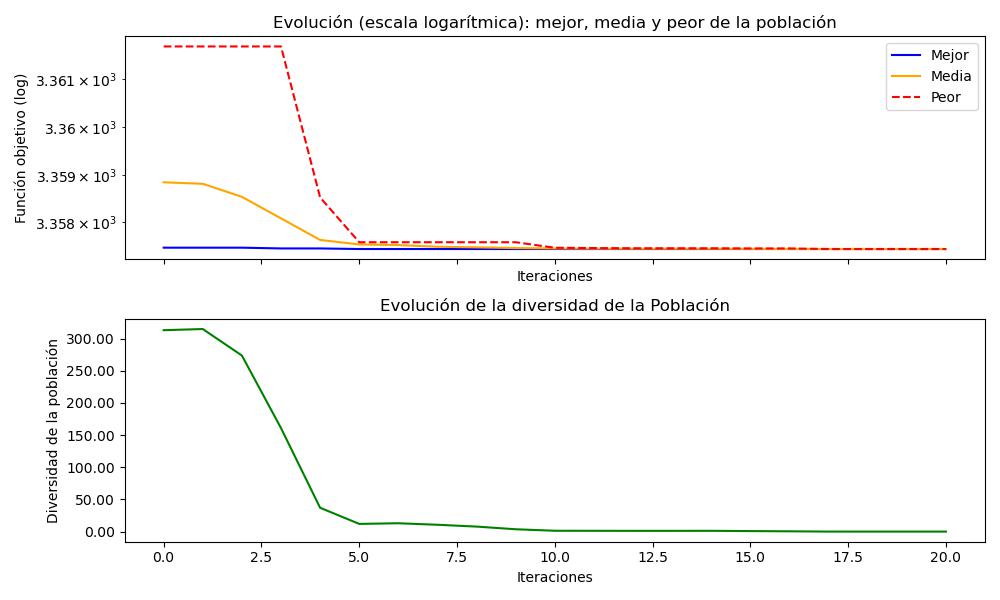 Evolución (escala logarítmica): mejor, media y peor de la población
Función objetivo (log)
3.361 × 10³
3.36 × 10³
3.359 × 10³
3.358 × 10³
Mejor
Media
Peor
Iteraciones
Evolución de la diversidad de la Población
Diversidad de la población
300.00
250.00
200.00
150.00
100.00
50.00
0.00
0.0 2.5 5.0 7.5 10.0 12.5 15.0 17.5 20.0
Iteraciones